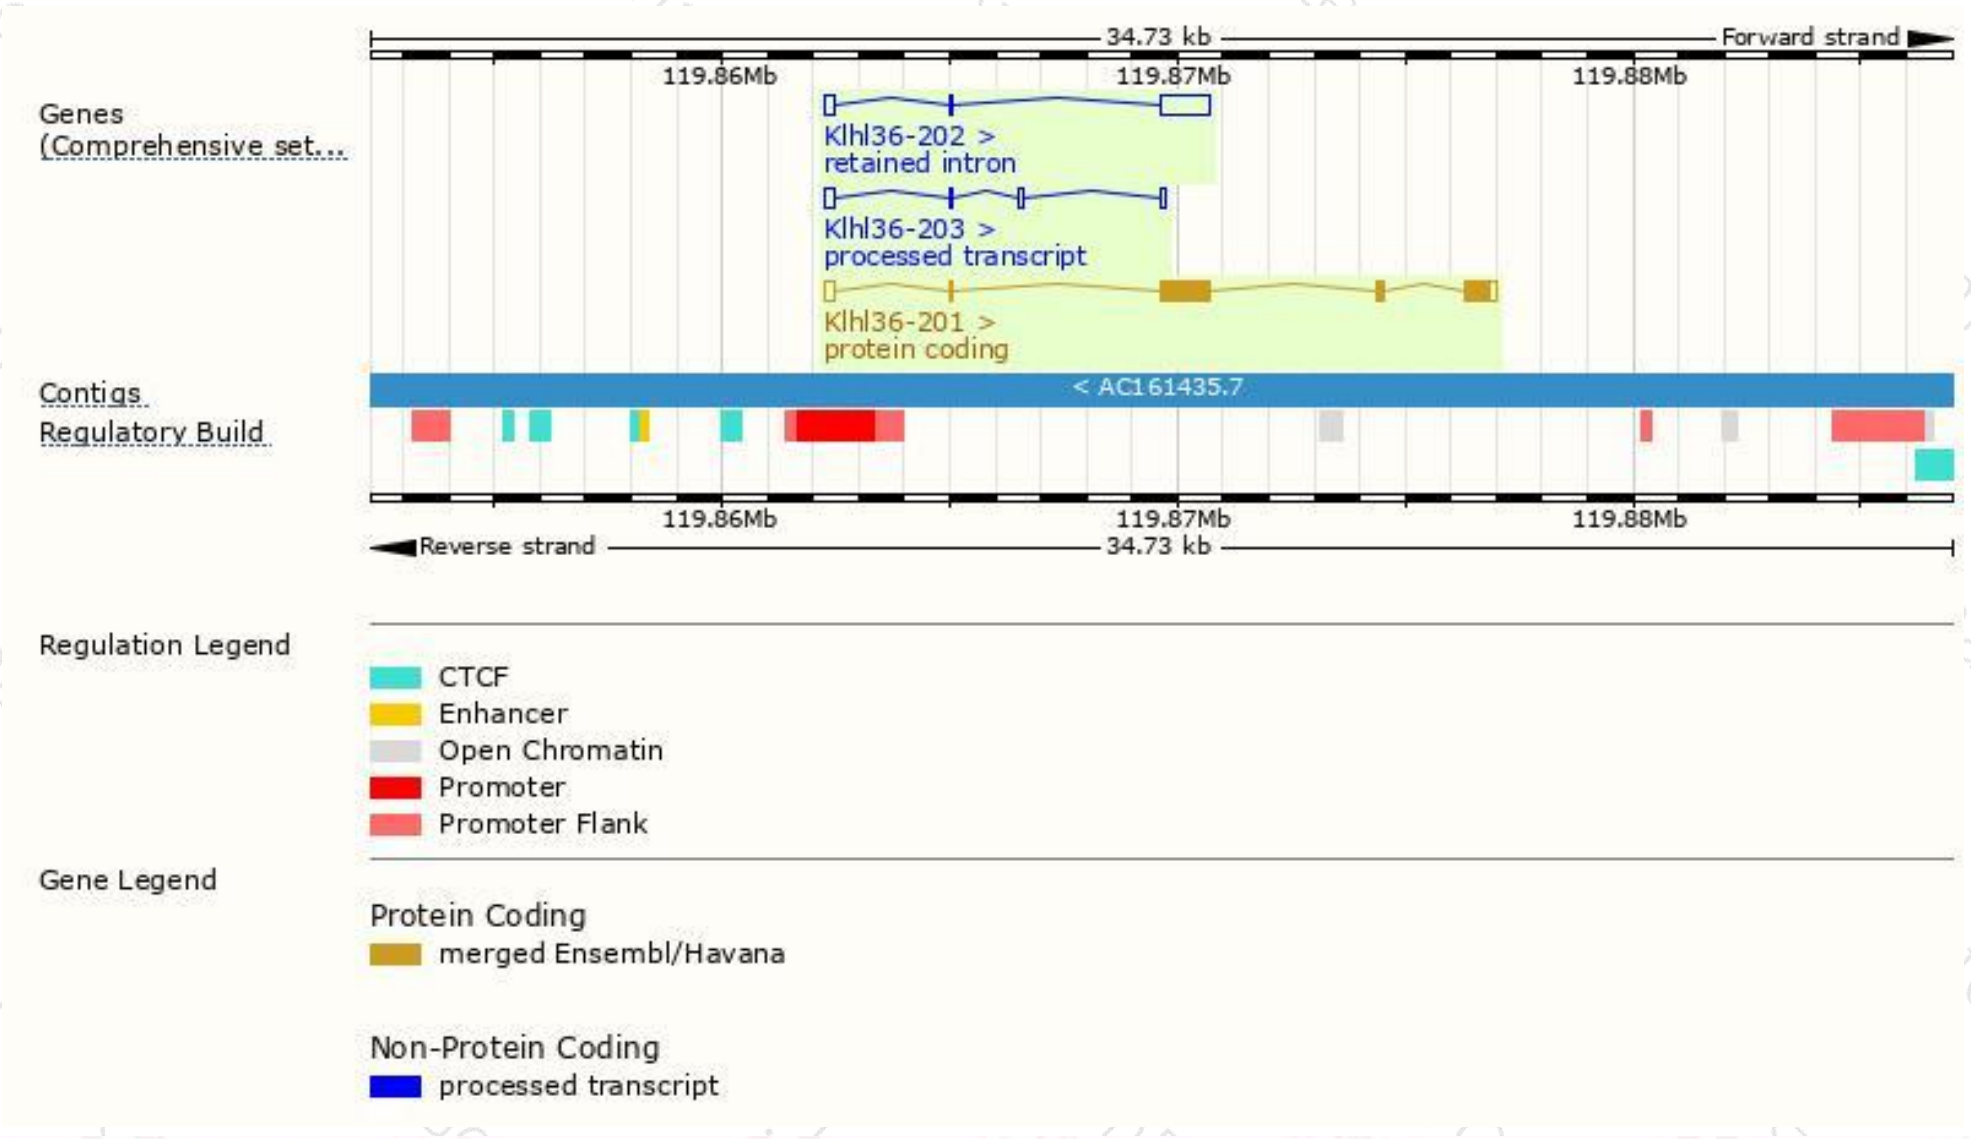 34.73 kb Forward strand
119.86Mb 119.87Mb 119.88Mb
Genes
(Comprehensive set...
Klhl36-202 >
retained intron
Klhl36-203 >
processed transcript
Klhl36-201 >
protein coding
Contigs < AC161435.7
Regulatory Build
119.86Mb 119.87Mb 119.88Mb
Reverse strand 34.73 kb
Regulation Legend
CTCF
Enhancer
Open Chromatin
Promoter
Promoter Flank
Gene Legend
Protein Coding
merged Ensembl/Havana
Non-Protein Coding
processed transcript